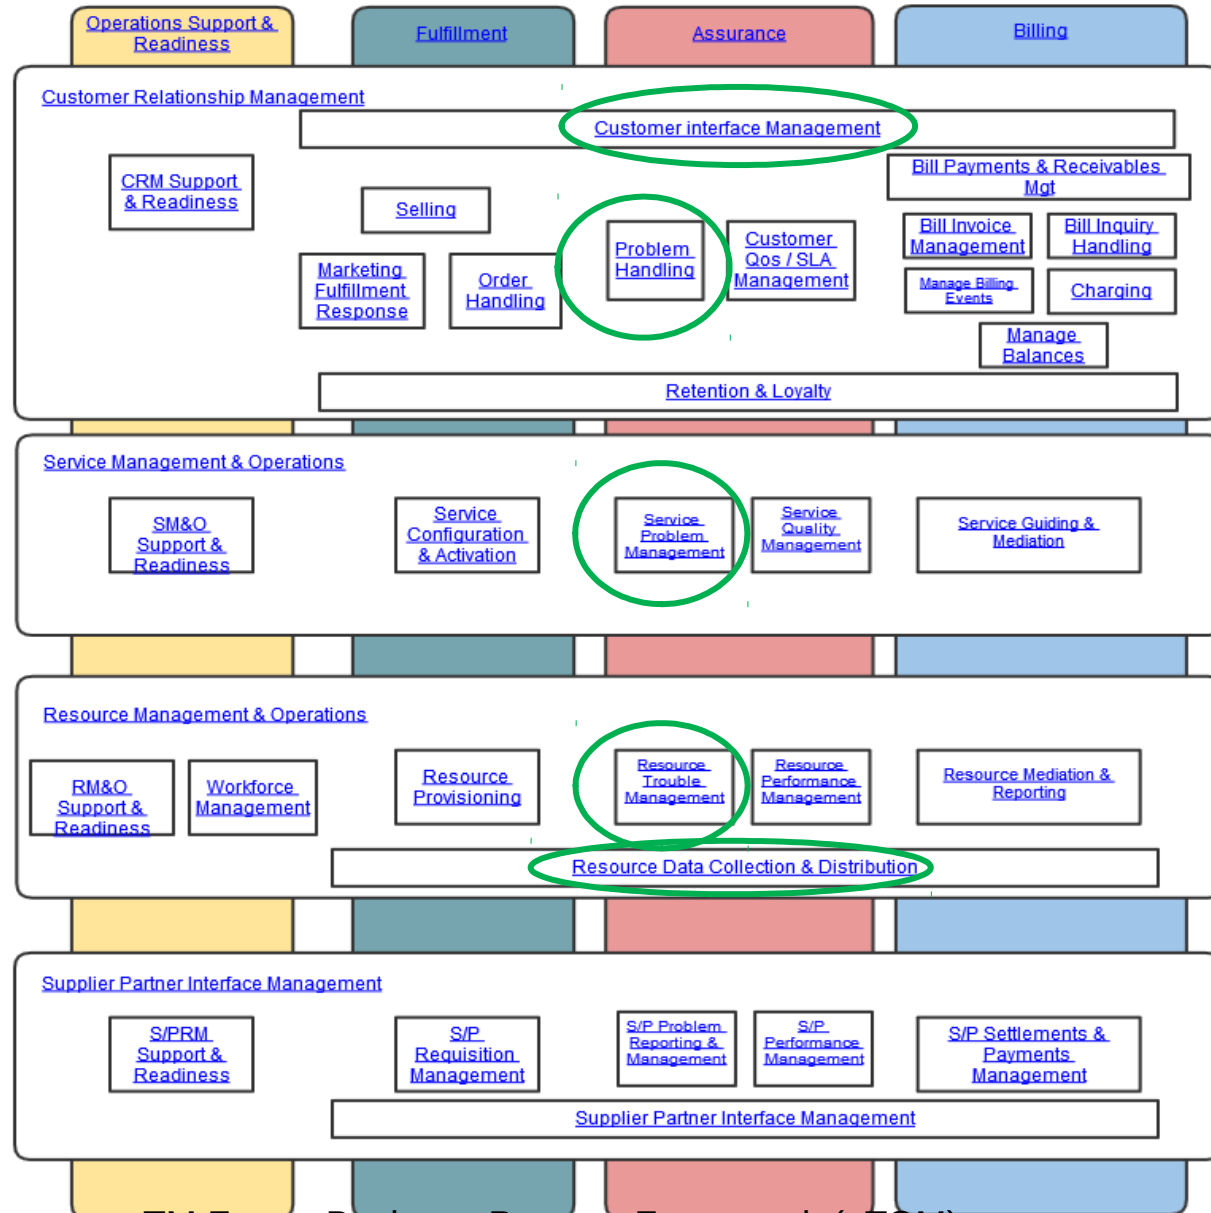 Operations Support &
Readiness
Fulfillment
Assurance
Billing
Customer Relationship Management
Customer interface Management
CRM Support
& Readiness
Selling
Marketing
Fulfillment
Response
Order
Handling
Problem
Handling
Customer
Qos / SLA
Management
Bill Payments & Receivables
Mgt
Bill Invoice
Management
Bill Inquiry
Handling
Manage Billing
Events
Charging
Manage
Balances
Retention & Loyalty
Service Management & Operations
SM&O
Support &
Readiness
Service
Configuration
& Activation
Service
Problem
Management
Service
Quality
Management
Service Guiding &
Mediation
Resource Management & Operations
RM&O
Support &
Readiness
Workforce
Management
Resource
Provisioning
Resource
Trouble
Management
Resource
Performance
Management
Resource Mediation &
Reporting
Resource Data Collection & Distribution
Supplier Partner Interface Management
S/PRM
Support &
Readiness
S/P
Requisition
Management
S/P Problem
Reporting &
Management
S/P
Performance
Management
S/P Settlements &
Payments
Management
Supplier Partner Interface Management